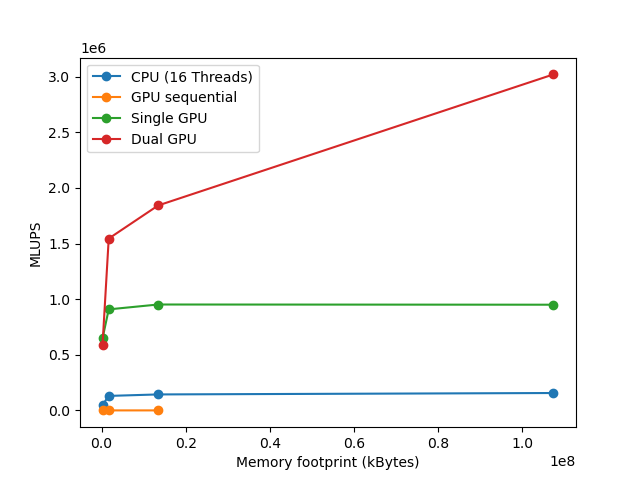 1e6
3.0
2.5
2.0
1.5
1.0
0.5
0.0
MLUPS
CPU (16 Threads)
GPU sequential
Single GPU
Dual GPU
0.0 0.2 0.4 0.6 0.8 1.0
Memory footprint (kBytes)
1e8